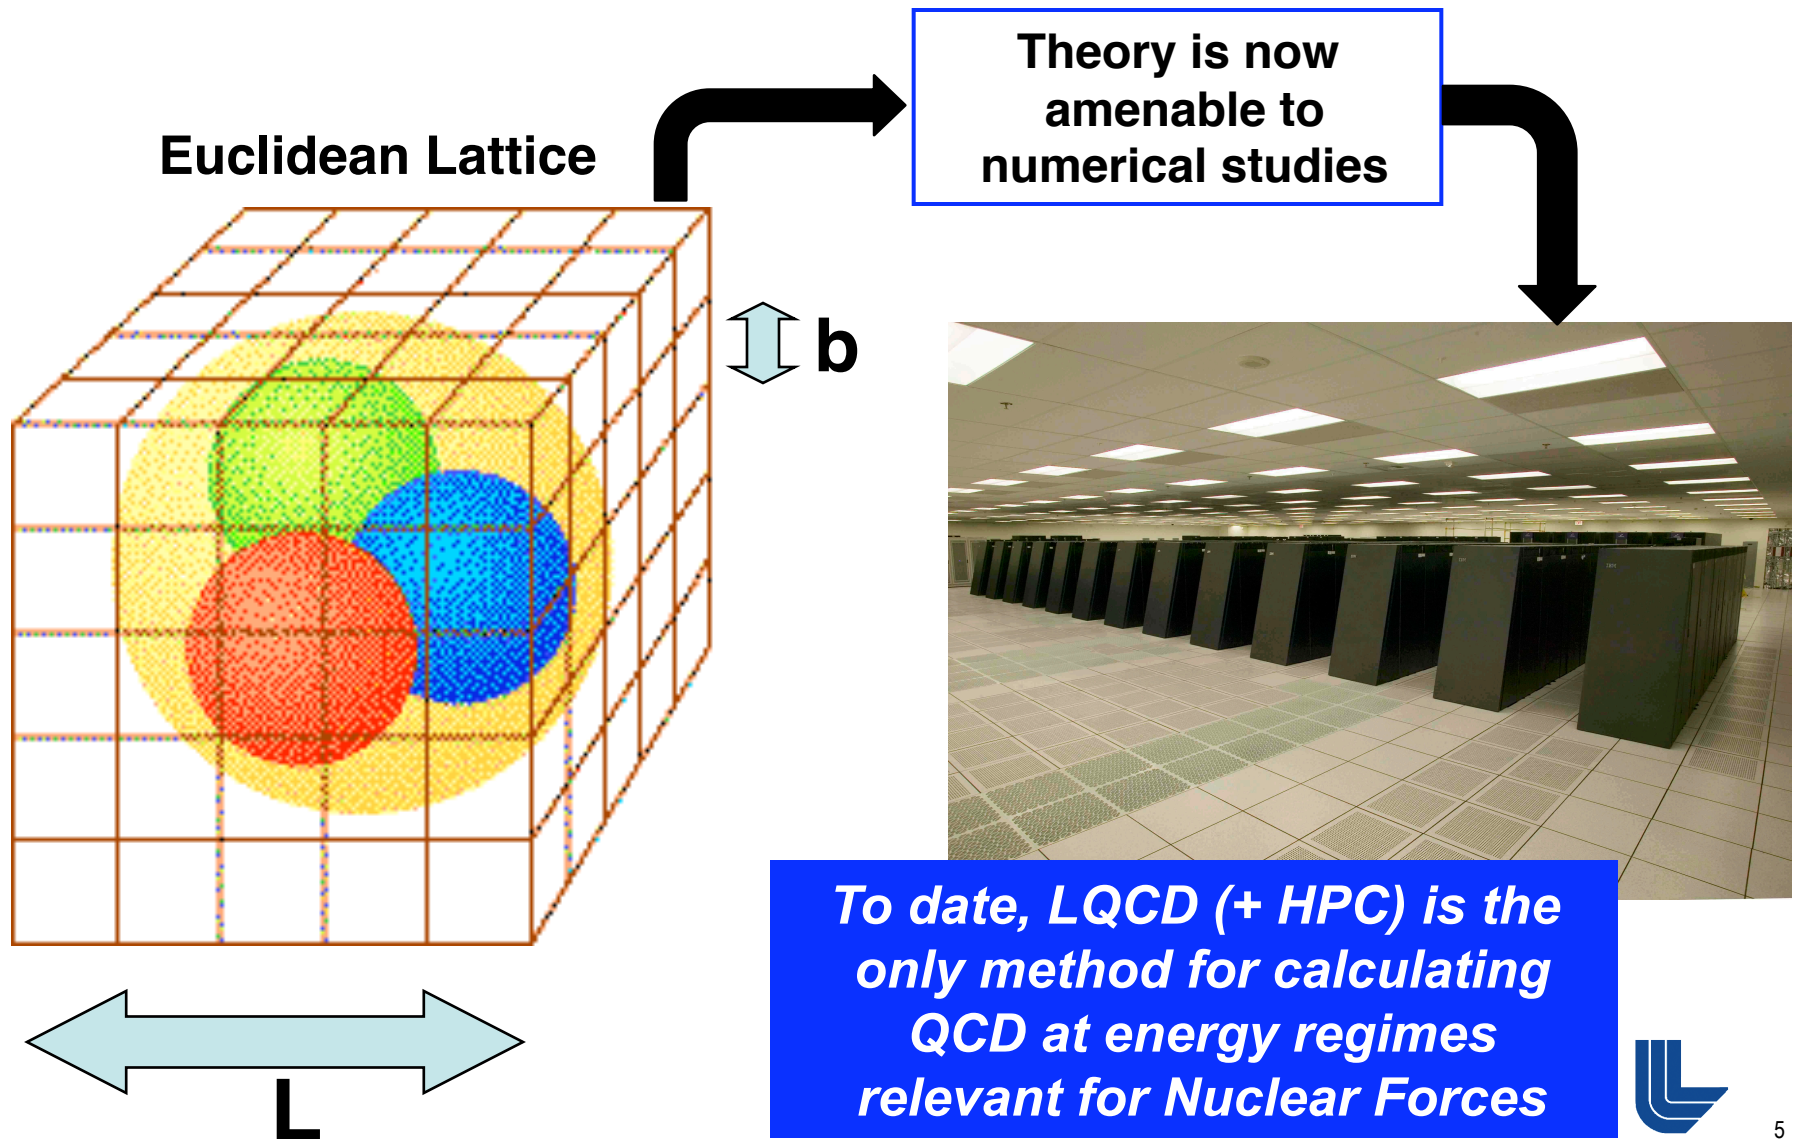 Theory is now
amenable to
numerical studies
Euclidean Lattice
b
L
To date, LQCD (+ HPC) is the
only method for calculating
QCD at energy regimes
relevant for Nuclear Forces
5
IBM